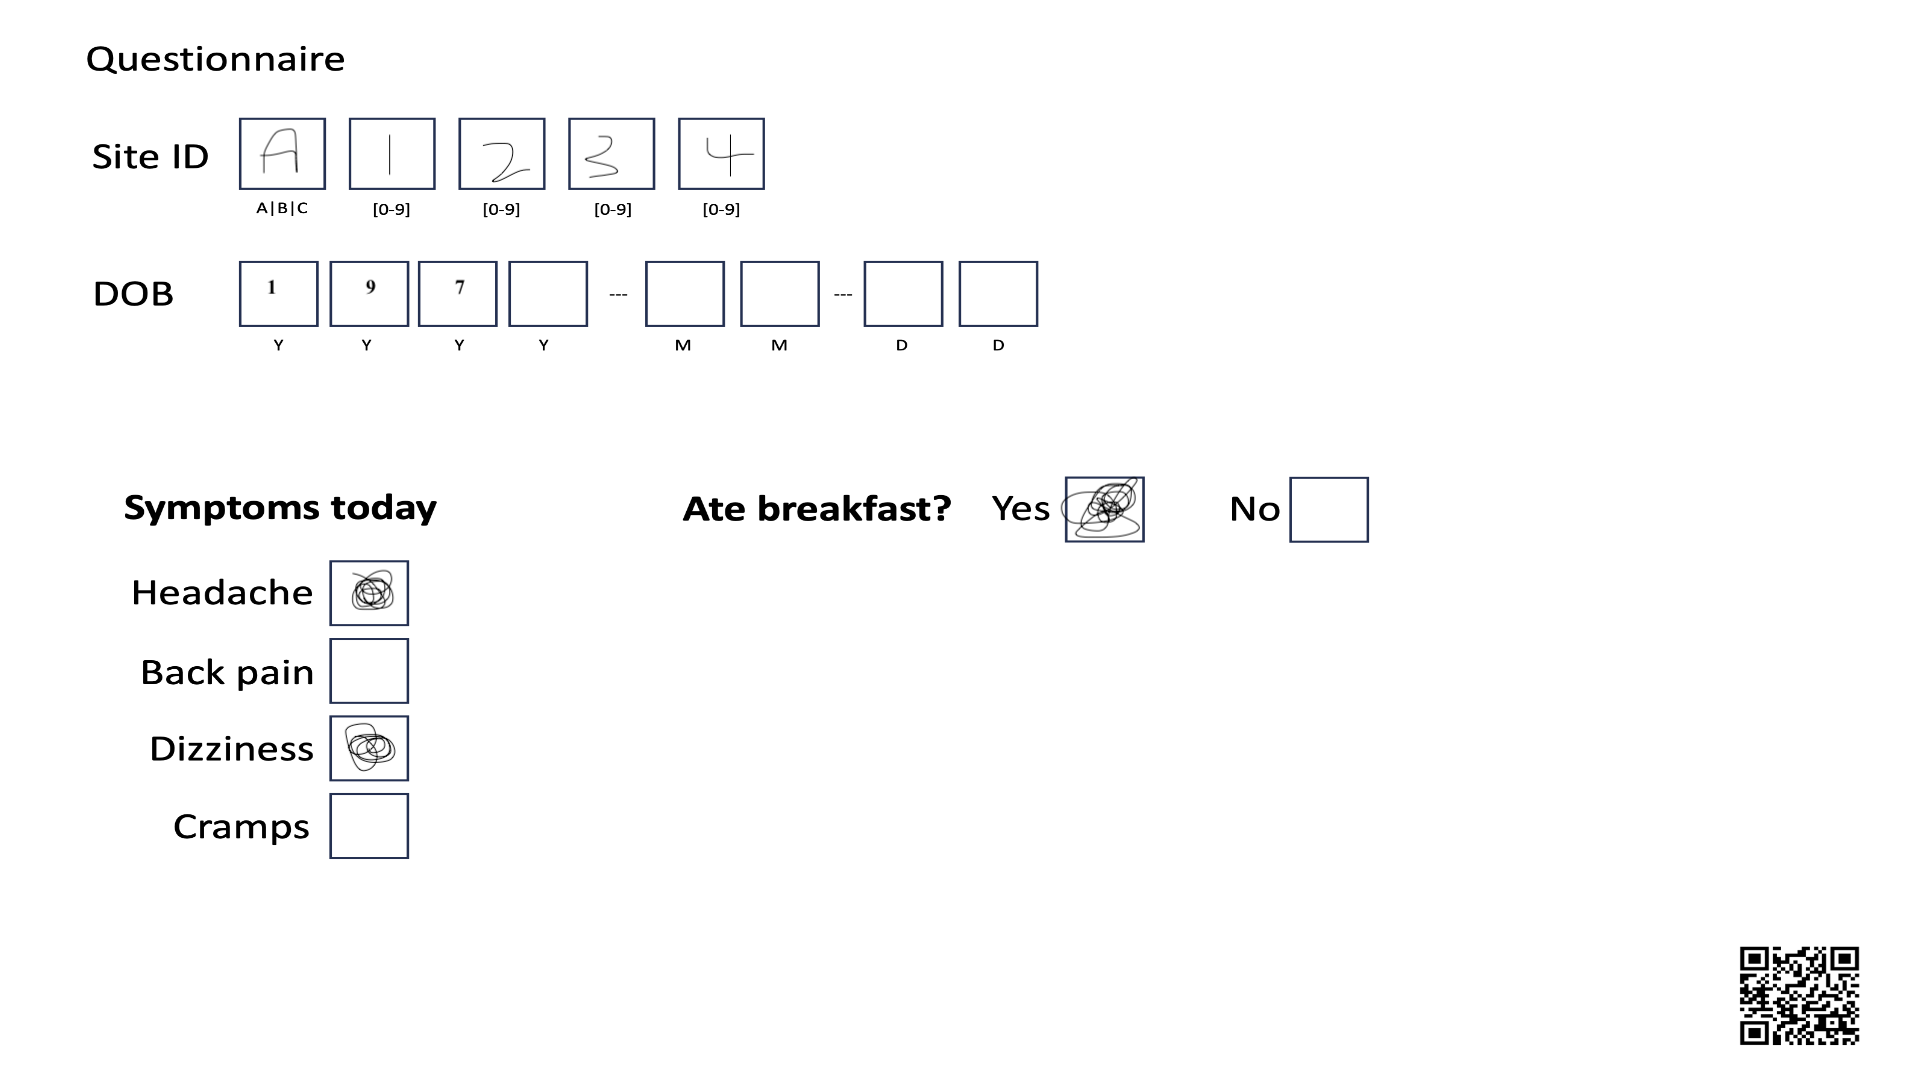 Questionnaire
Site ID A 1 2 3 4
A|B|C [0-9] [0-9] [0-9] [0-9]
DOB 1 9 7 --- ---
Y Y Y Y M M D D
Symptoms today Ate breakfast? Yes No
Headache
Back pain
Dizziness
Cramps